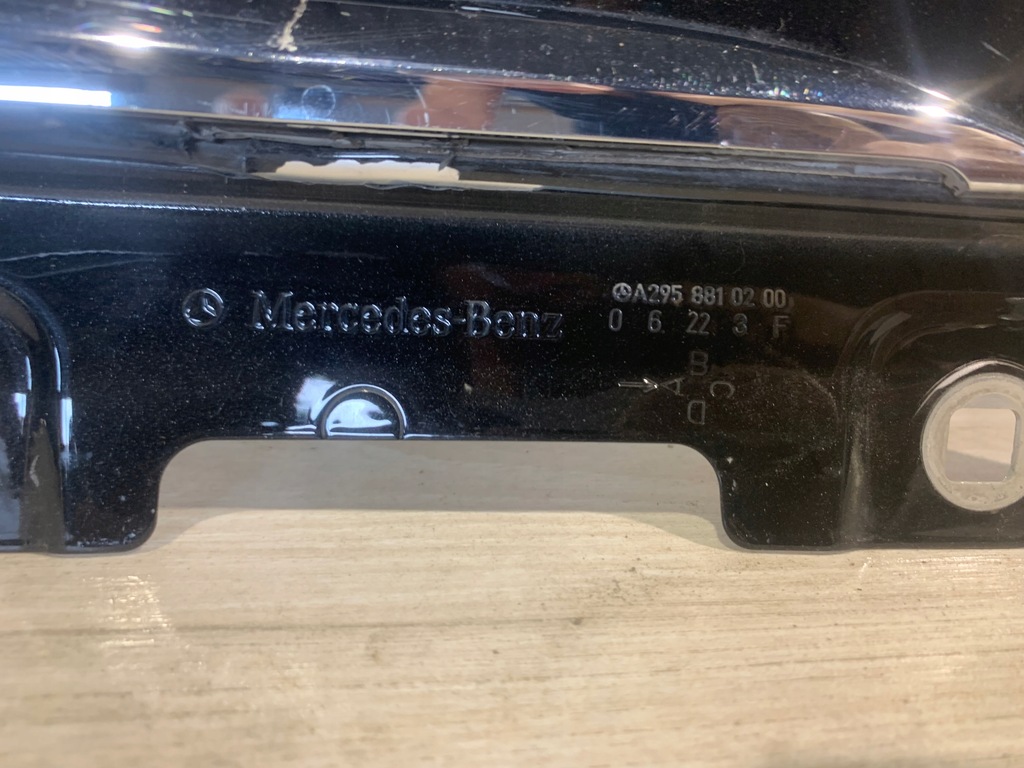 Mercedes-Benz
A295 881 02 00
0 6 22 3 F
B
→ A C
D